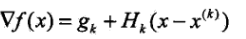 ∇f(x) = g_k + H_k(x - x^{(k)})